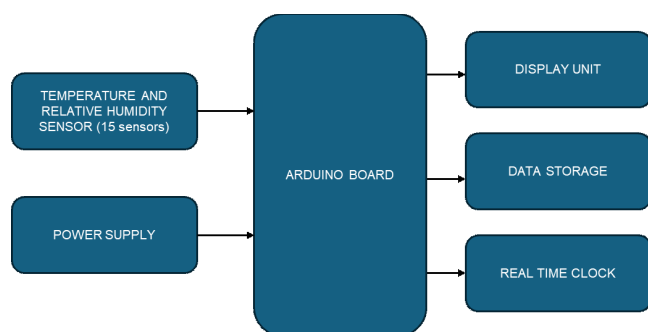 TEMPERATURE AND
RELATIVE HUMIDITY
SENSOR (15 sensors)
POWER SUPPLY
ARDUINO BOARD
DISPLAY UNIT
DATA STORAGE
REAL TIME CLOCK